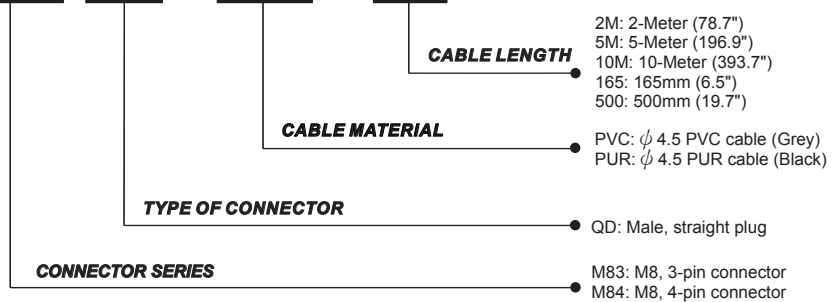 2M: 2-Meter (78.7")
5M: 5-Meter (196.9")
CABLE LENGTH
10M: 10-Meter (393.7")
165: 165mm (6.5")
500: 500mm (19.7")
CABLE MATERIAL
PVC: ϕ 4.5 PVC cable (Grey)
PUR: ϕ 4.5 PUR cable (Black)
TYPE OF CONNECTOR
QD: Male, straight plug
CONNECTOR SERIES
M83: M8, 3-pin connector
M84: M8, 4-pin connector